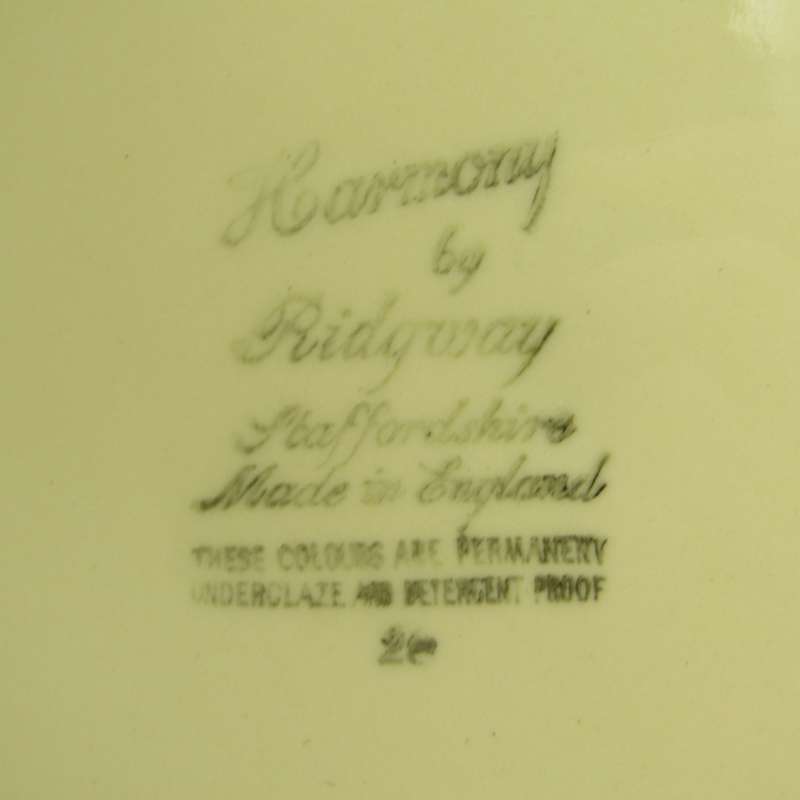 Harmony
by
Ridgway
Staffordshire
Made in England
THESE COLOURS ARE PERMANENT
UNDERGLAZE AND DETERGENT PROOF